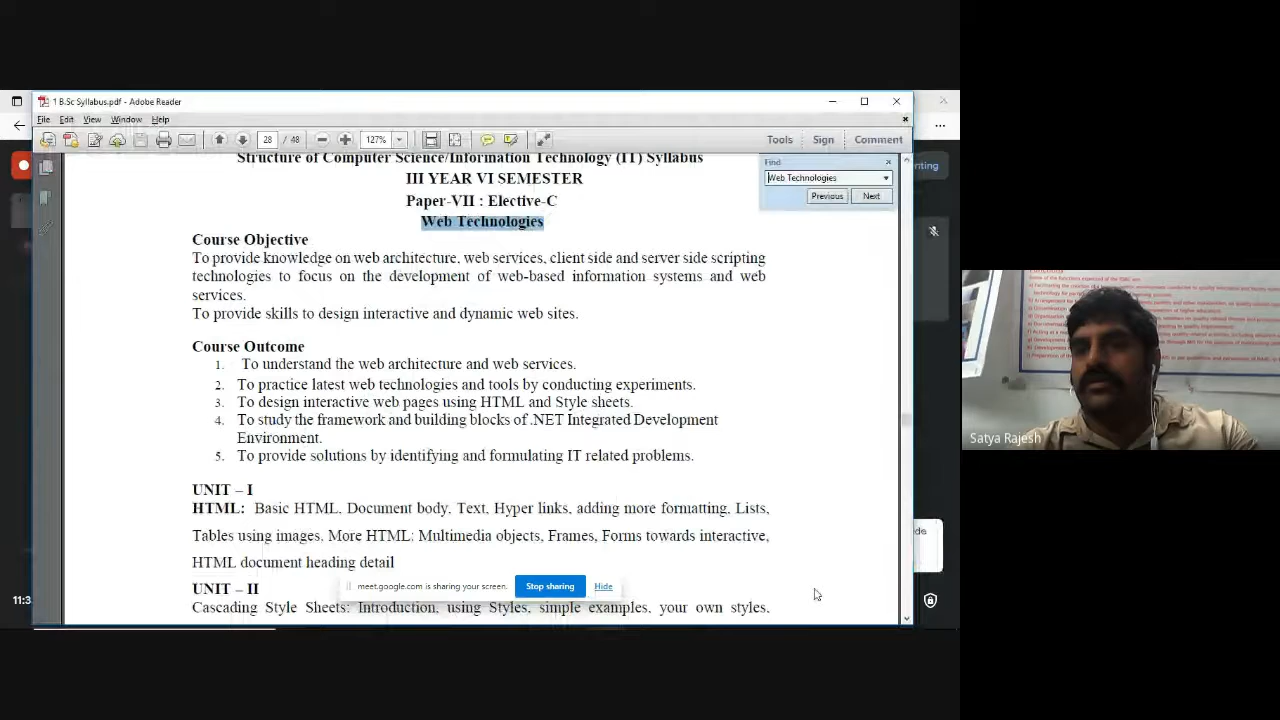 1 B.Sc Syllabus.pdf - Adobe Reader
File Edit View Window Help
28 / 48 127% Tools Sign Comment
Structure of Computer Science/Information Technology (IT) Syllabus
Find
III YEAR VI SEMESTER
Web Technologies
Paper-VII : Elective-C
Previous Next
Web Technologies
Course Objective
To provide knowledge on web architecture, web services, client side and server side scripting
technologies to focus on the development of web-based information systems and web
services.
To provide skills to design interactive and dynamic web sites.
Course Outcome
1. To understand the web architecture and web services.
2. To practice latest web technologies and tools by conducting experiments.
3. To design interactive web pages using HTML and Style sheets.
4. To study the framework and building blocks of .NET Integrated Development
Environment.
5. To provide solutions by identifying and formulating IT related problems.
UNIT – I
HTML: Basic HTML, Document body, Text, Hyper links, adding more formatting, Lists,
Tables using images. More HTML: Multimedia objects, Frames, Forms towards interactive,
HTML document heading detail
UNIT – II
meet.google.com is sharing your screen. Stop sharing Hide
Cascading Style Sheets: Introduction, using Styles, simple examples, your own styles,
11:3
Satya Rajesh